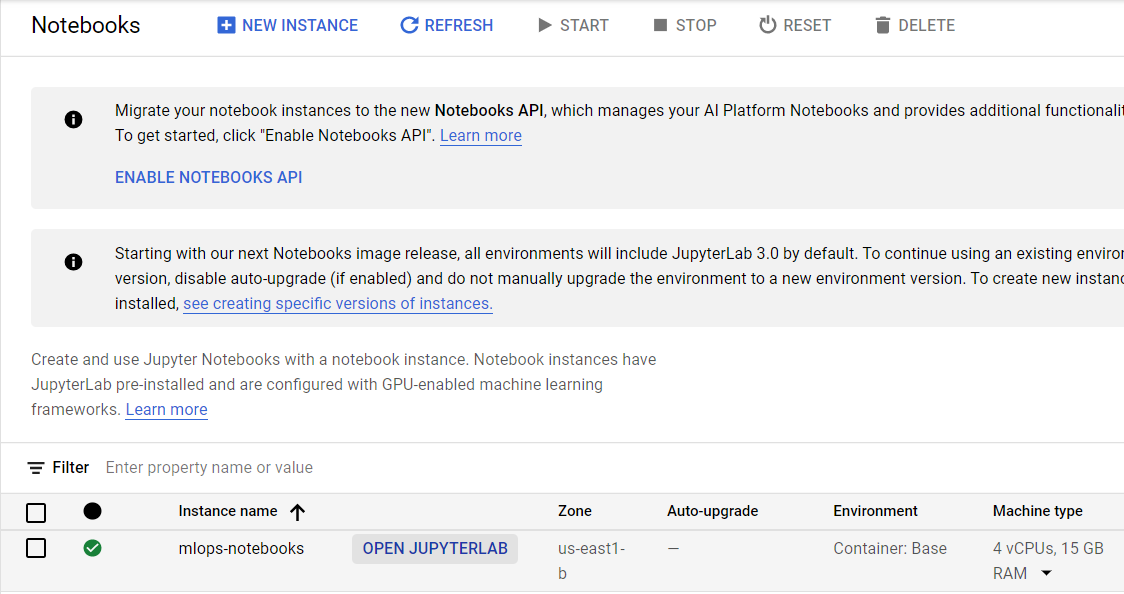 Notebooks NEW INSTANCE REFRESH START STOP RESET DELETE
Migrate your notebook instances to the new Notebooks API, which manages your AI Platform Notebooks and provides additional
To get started, click "Enable Notebooks API". Learn more
ENABLE NOTEBOOKS API
Starting with our next Notebooks image release, all environments will include JupyterLab 3.0 by default. To continue using an existing
version, disable auto-upgrade (if enabled) and do not manually upgrade the environment to a new environment version. To create new
installed, see creating specific versions of instances.
Create and use Jupyter Notebooks with a notebook instance. Notebook instances have
JupyterLab pre-installed and are configured with GPU-enabled machine learning
frameworks. Learn more
Filter Enter property name or value
Instance name Zone Auto-upgrade Environment Machine type
mlops-notebooks OPEN JUPYTERLAB us-east1- — Container: Base 4 vCPUs, 15 GB
b RAM